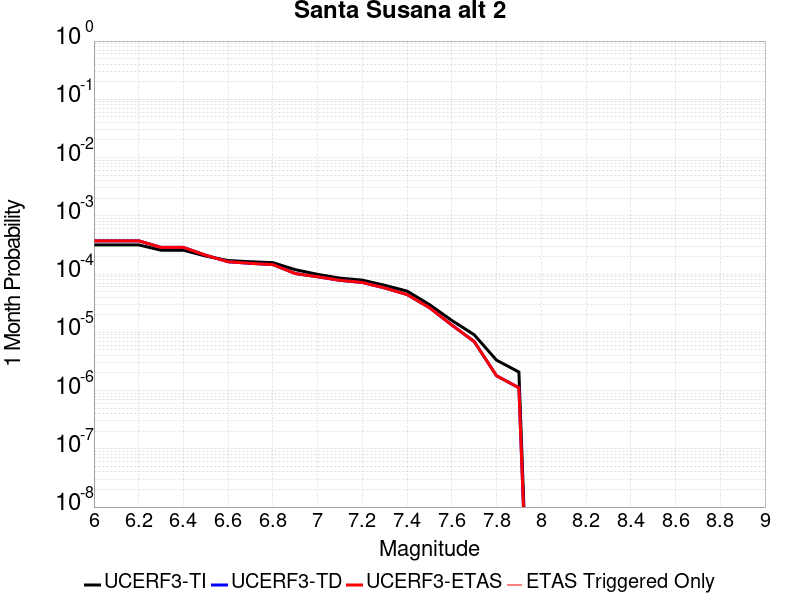 Santa Susana alt 2
10^0
10^-1
10^-2
10^-3
10^-4
10^-5
10^-6
10^-7
10^-8
1 Month Probability
6 6.2 6.4 6.6 6.8 7 7.2 7.4 7.6 7.8 8 8.2 8.4 8.6 8.8 9
Magnitude
UCERF3-TI UCERF3-TD UCERF3-ETAS ETAS Triggered Only